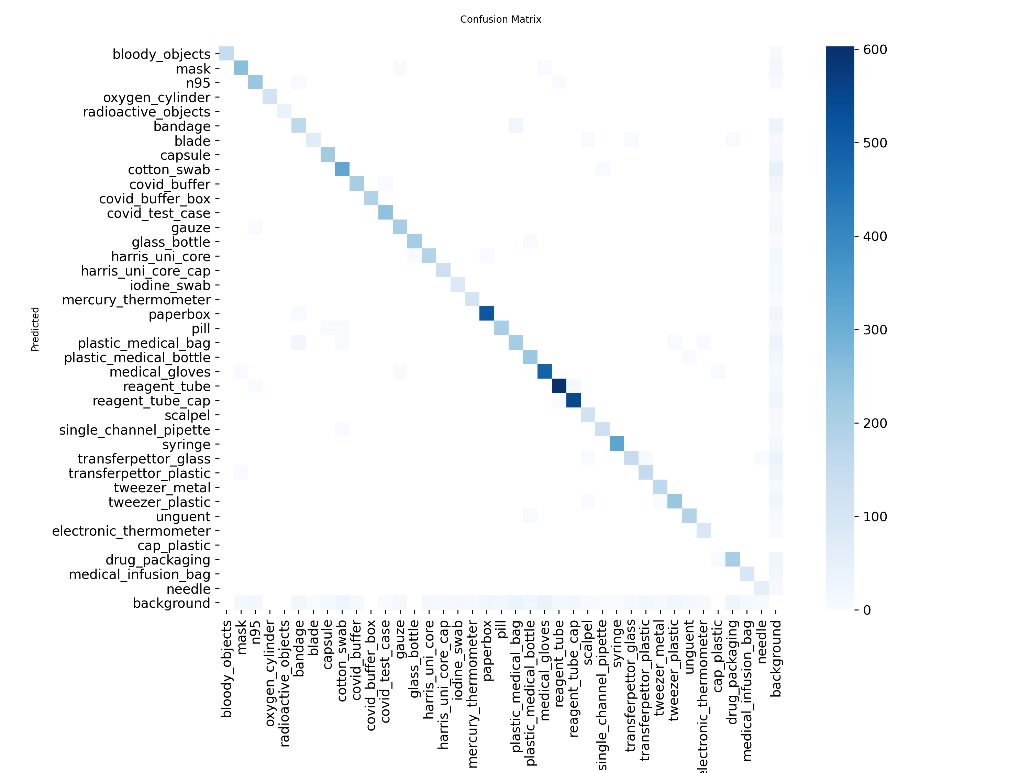 Confusion Matrix
bloody_objects
mask
n95
oxygen_cylinder
radioactive_objects
bandage
blade
capsule
cotton_swab
covid_buffer
covid_buffer_box
covid_test_case
gauze
glass_bottle
harris_uni_core
harris_uni_core_cap
iodine_swab
mercury_thermometer
paperbox
pill
plastic_medical_bag
plastic_medical_bottle
medical_gloves
reagent_tube
reagent_tube_cap
scalpel
single_channel_pipette
syringe
transferpettor_glass
transferpettor_plastic
tweezer_metal
tweezer_plastic
unguent
electronic_thermometer
cap_plastic
drug_packaging
medical_infusion_bag
needle
background
Predicted
600
500
400
300
200
100
0
bloody_objects
mask
n95
oxygen_cylinder
radioactive_objects
bandage
blade
capsule
cotton_swab
covid_buffer
covid_buffer_box
covid_test_case
gauze
glass_bottle
harris_uni_core
harris_uni_core_cap
iodine_swab
mercury_thermometer
paperbox
pill
plastic_medical_bag
plastic_medical_bottle
medical_gloves
reagent_tube
reagent_tube_cap
scalpel
single_channel_pipette
syringe
transferpettor_glass
transferpettor_plastic
tweezer_metal
tweezer_plastic
unguent
electronic_thermometer
cap_plastic
drug_packaging
medical_infusion_bag
needle
background